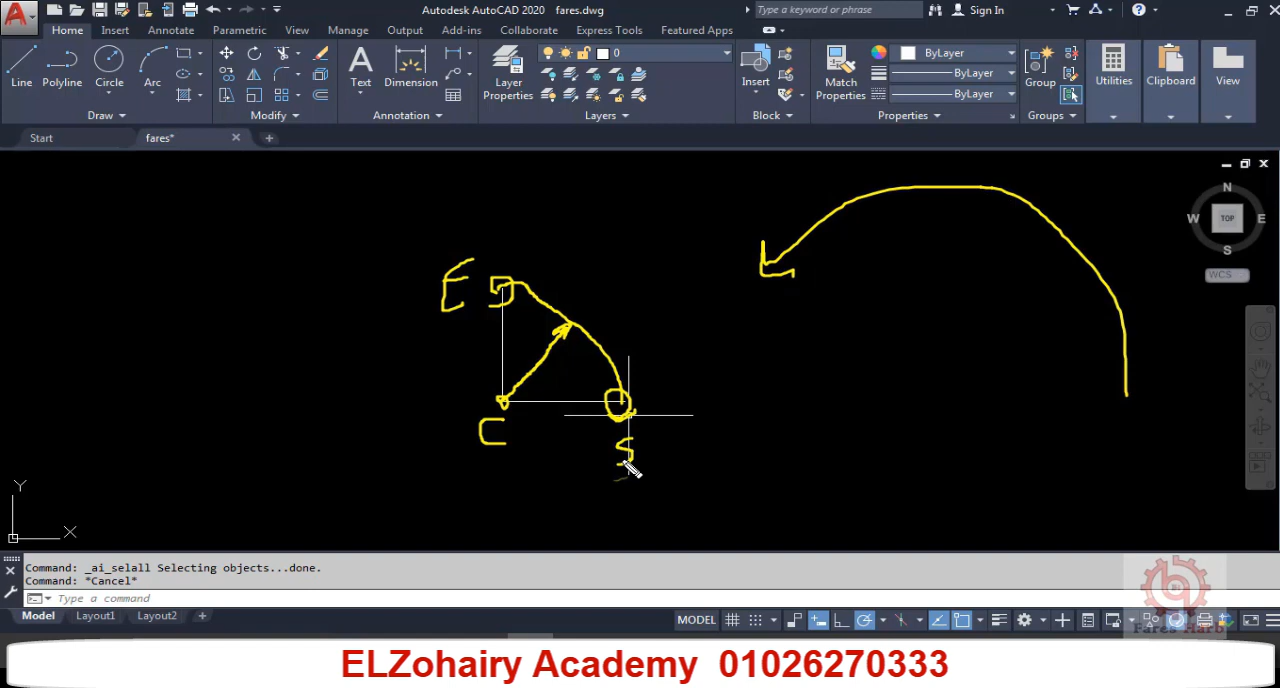 Autodesk AutoCAD 2020 fares.dwg
Type a keyword or phrase
Sign In
Home Insert Annotate Parametric View Manage Output Add-ins Collaborate Express Tools Featured Apps
Line Polyline Circle Arc
Text Dimension
Layer Properties
0
Insert
Match Properties
ByLayer
ByLayer
ByLayer
Group
Utilities Clipboard View
Draw Modify Annotation Layers Block Properties Groups
Start fares*
N
W TOP E
S
WCS
E
C
S
Y
X
Command: _ai_selall Selecting objects...done.
Command: *Cancel*
Type a command
Model Layout1 Layout2 +
MODEL
Fares Harb
ELZohairy Academy 01026270333